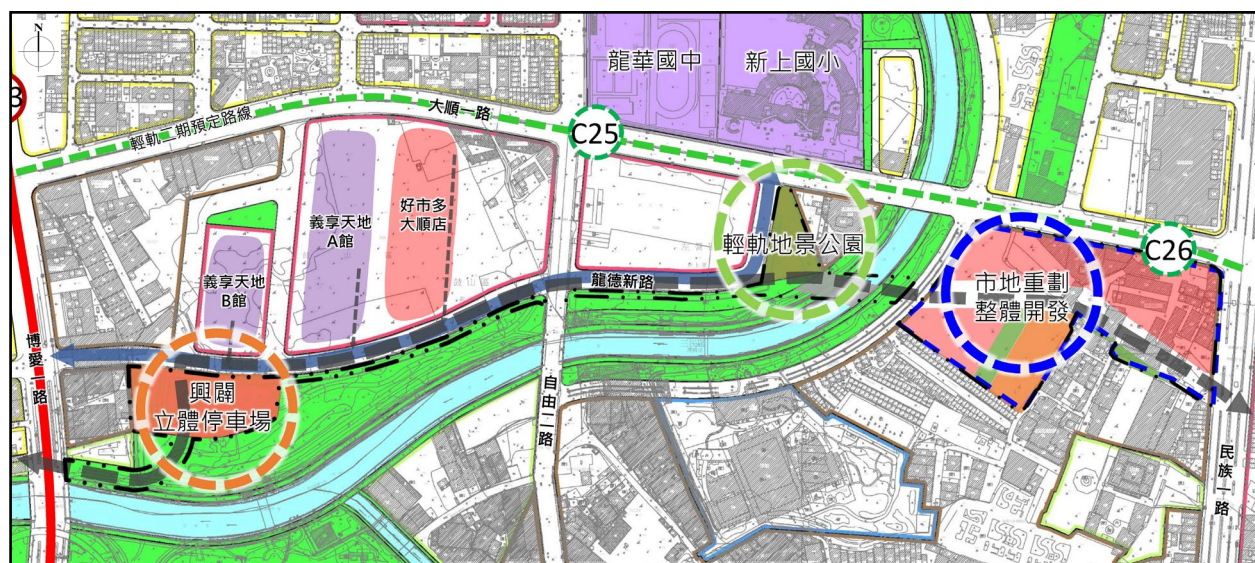 N
3
輕軌二期預定路線
大順一路
C25
龍華國中
新上國小
義享天地
A館
好市多
大順店
義享天地
B館
龍德新路
輕軌地景公園
C26
市地重劃
整體開發
博愛二路
興闢
立體停車場
自由二路
民族一路